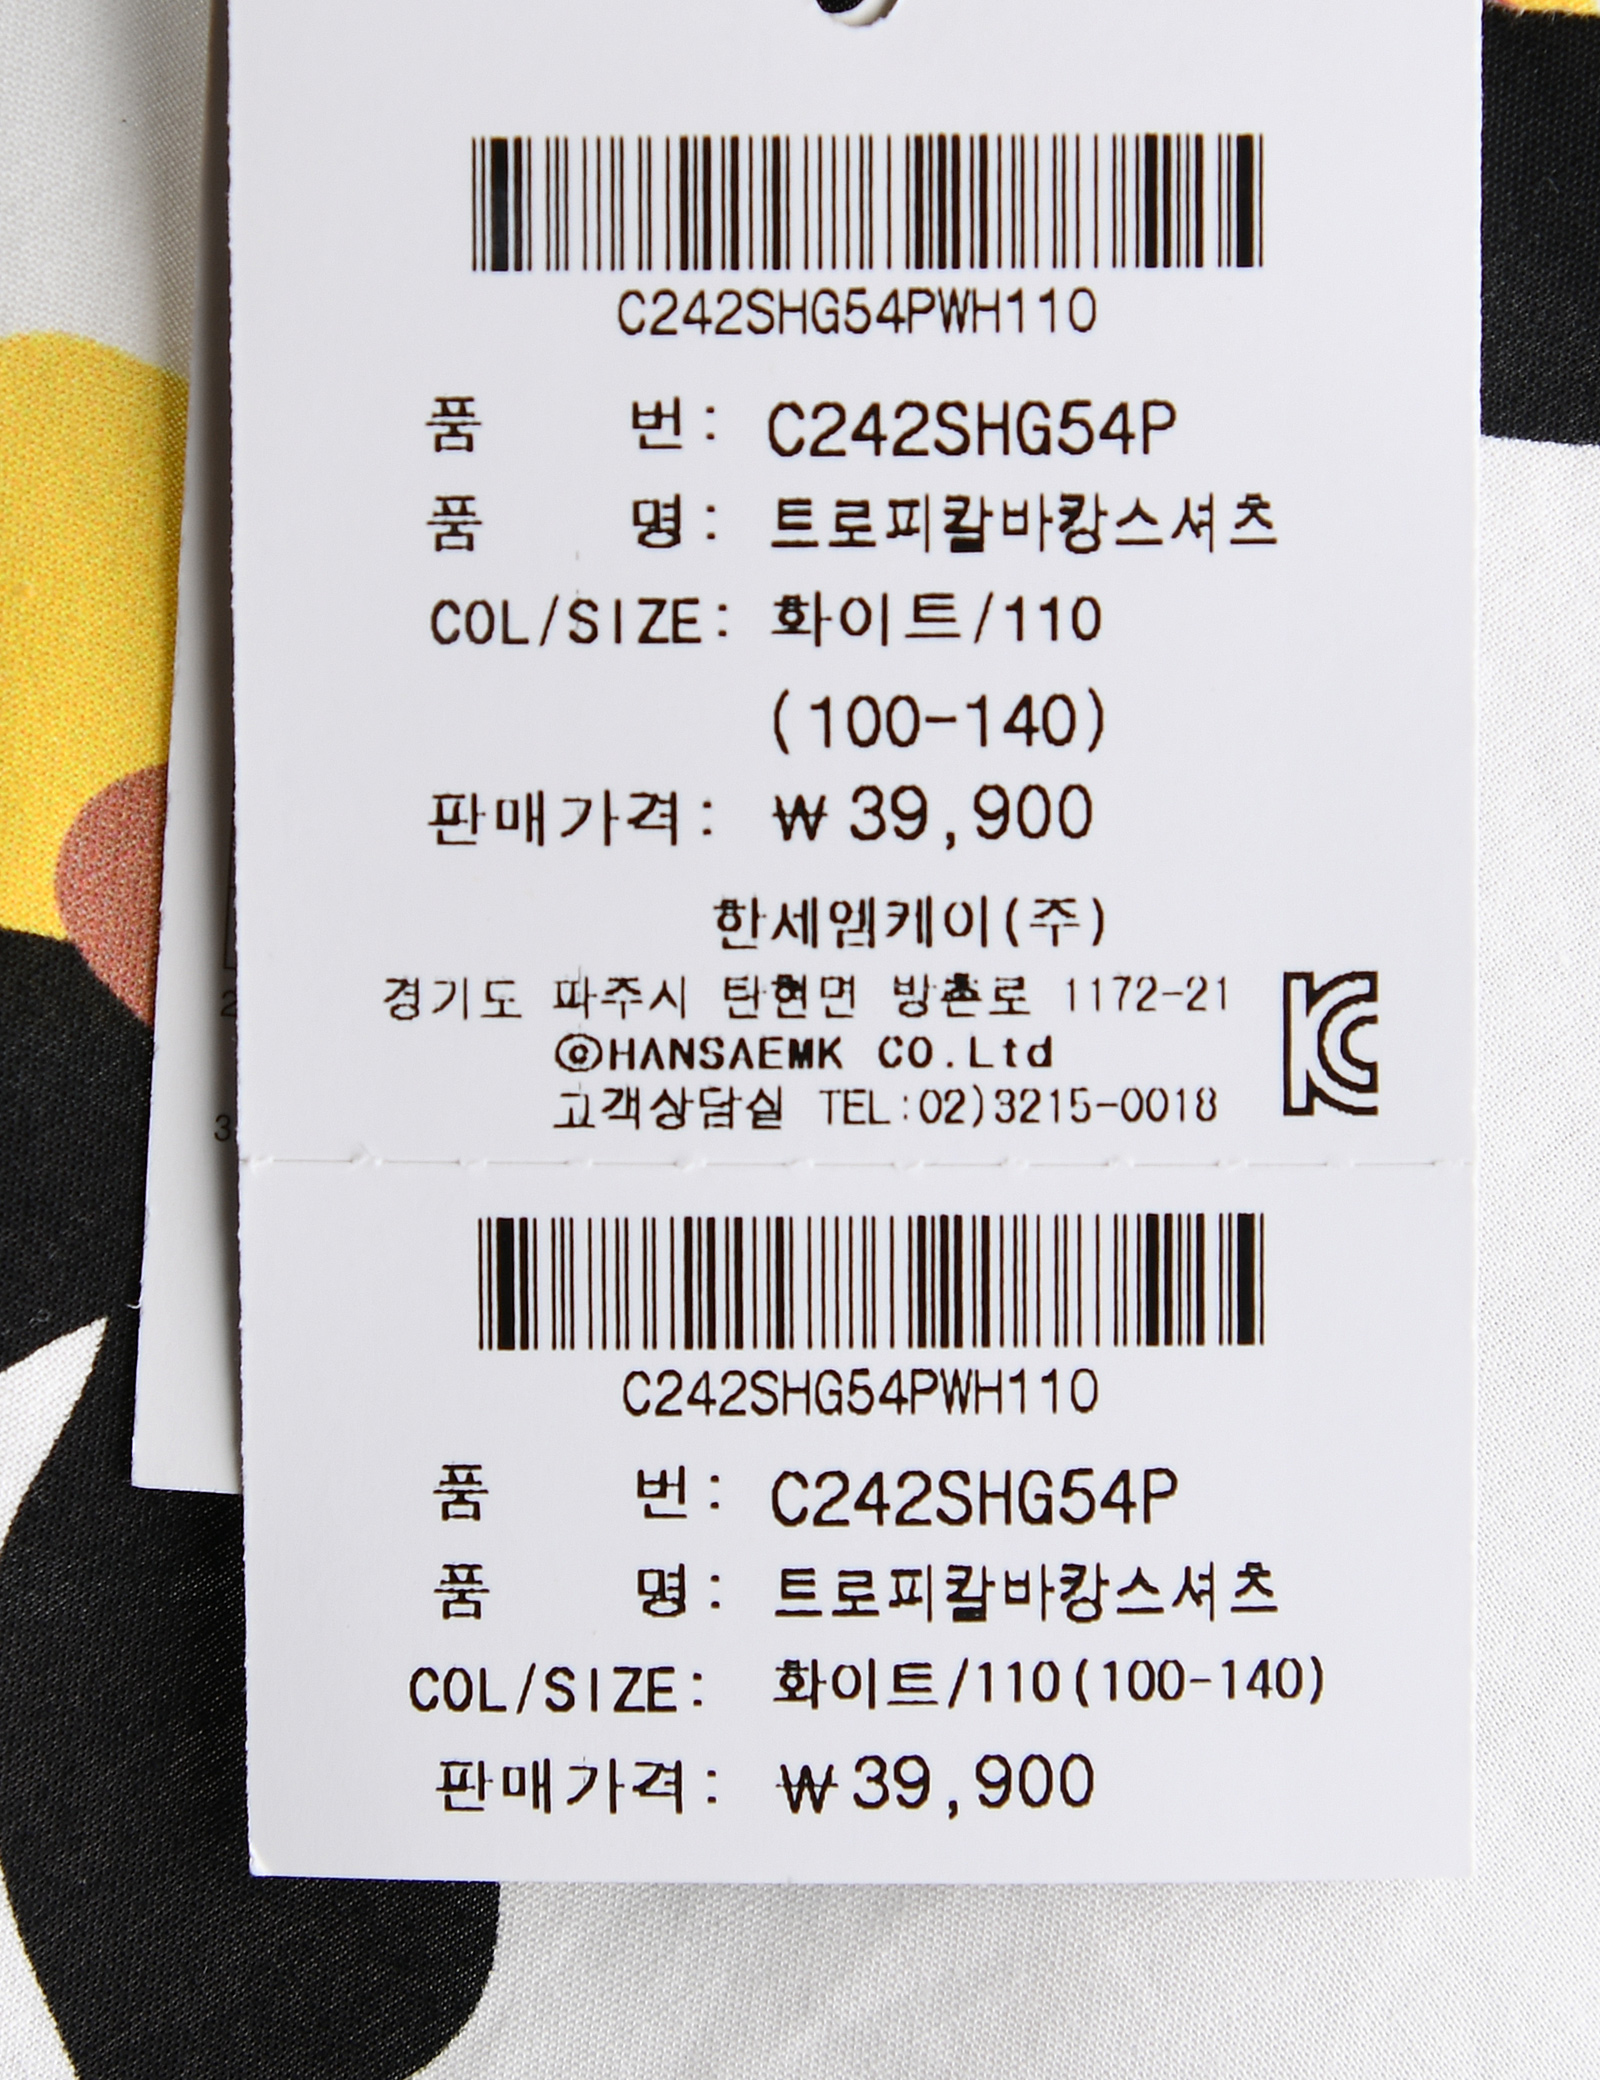 C242SHG54PWH110
품 번: C242SHG54P
품 명: 트로피칼바캉스셔츠
COL/SIZE: 화이트/110
(100-140)
판매가격: ₩39,900
한세엠케이(주)
경기도 파주시 탄현면 방촌로 1172-21
©HANSAEMK CO.Ltd
고객상담실 TEL:02)3215-0018
KC
C242SHG54PWH110
품 번: C242SHG54P
품 명: 트로피칼바캉스셔츠
COL/SIZE: 화이트/110(100-140)
판매가격: ₩39,900